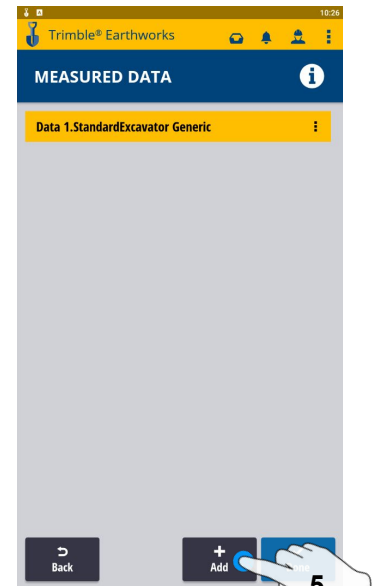 10:26
Trimble® Earthworks
MEASURED DATA
i
Data 1.StandardExcavator Generic
Back
+
Add
5